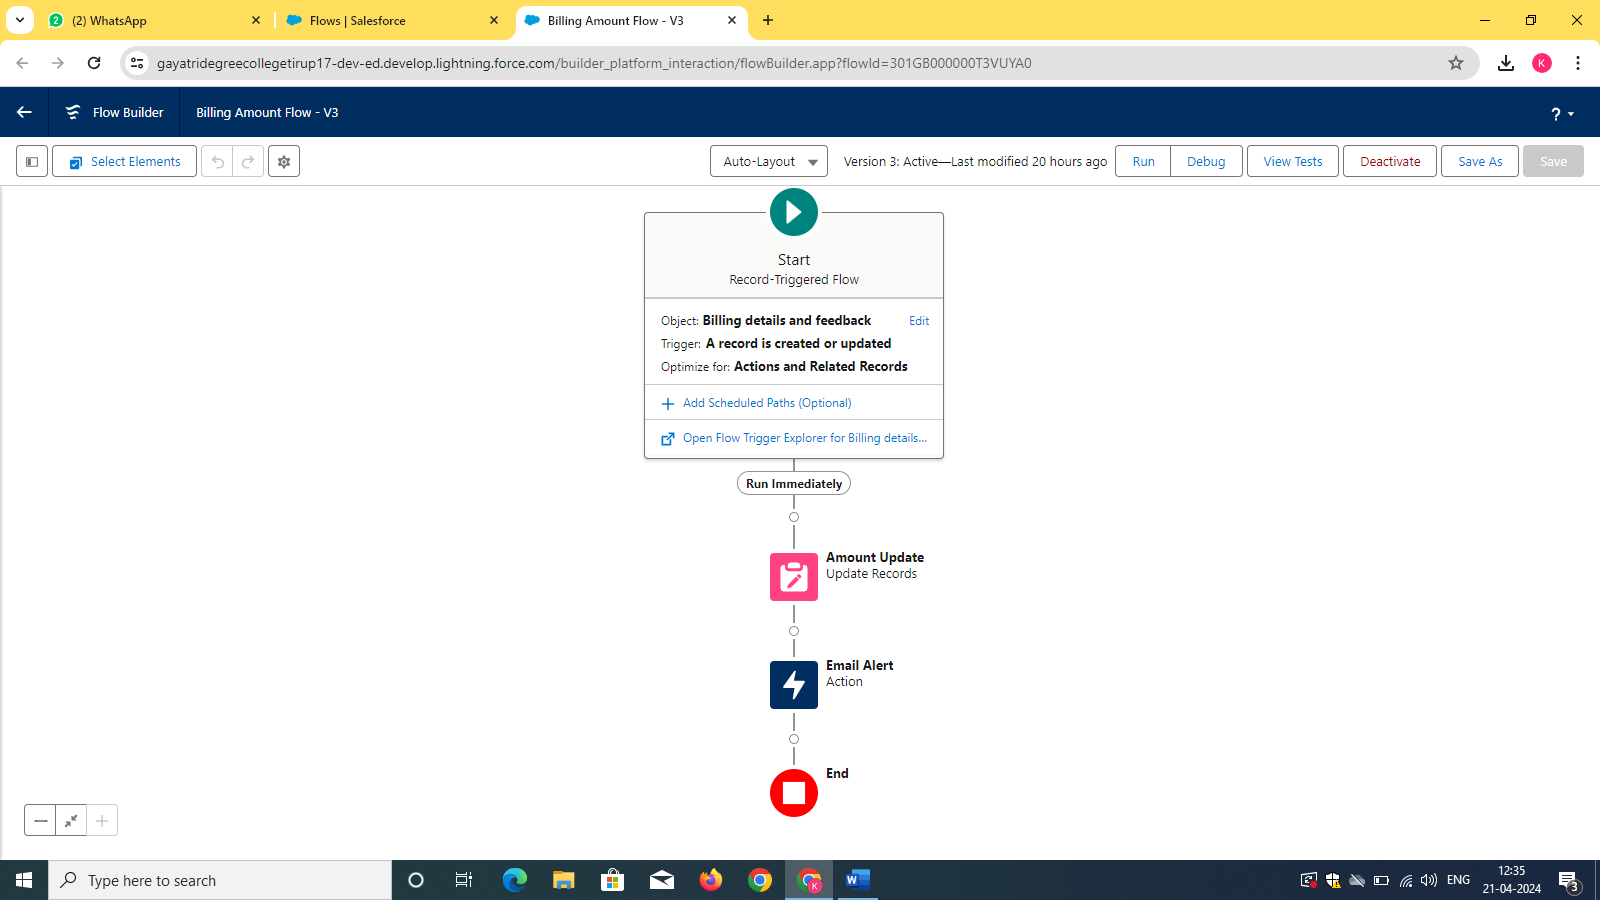 (2) WhatsApp
Flows | Salesforce
Billing Amount Flow - V3
gayatridegreecollegetirup17-dev-ed.develop.lightning.force.com/builder_platform_interaction/flowBuilder.app?flowId=301GB000000T3VUYA0
K
Flow Builder
Billing Amount Flow - V3
?
Select Elements
Auto-Layout
Version 3: Active—Last modified 20 hours ago
Run
Debug
View Tests
Deactivate
Save As
Save
Start
Record-Triggered Flow
Object: Billing details and feedback
Edit
Trigger: A record is created or updated
Optimize for: Actions and Related Records
Add Scheduled Paths (Optional)
Open Flow Trigger Explorer for Billing details...
Run Immediately
Amount Update
Update Records
Email Alert
Action
End
Type here to search
ENG
12:35
21-04-2024
3